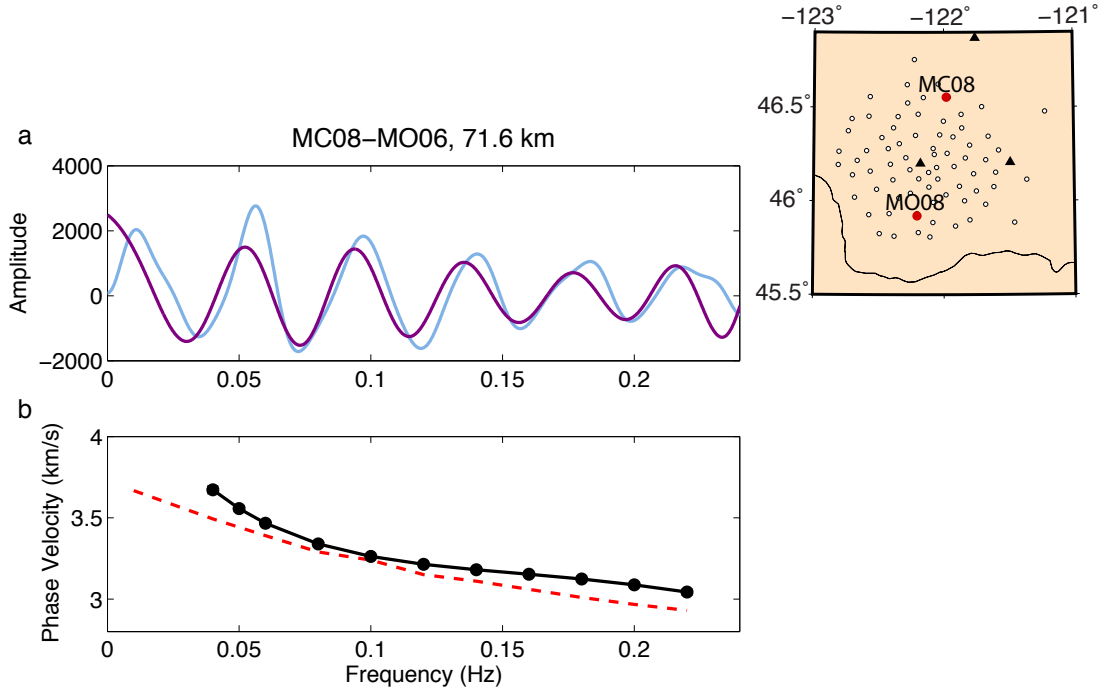 −123° −122° −121°
MC08
46.5°
MO08
46°
45.5°
a
MC08−MO06, 71.6 km
4000
2000
0
−2000
Amplitude
0 0.05 0.1 0.15 0.2
b
4
3.5
3
Phase Velocity (km/s)
0 0.05 0.1 0.15 0.2
Frequency (Hz)